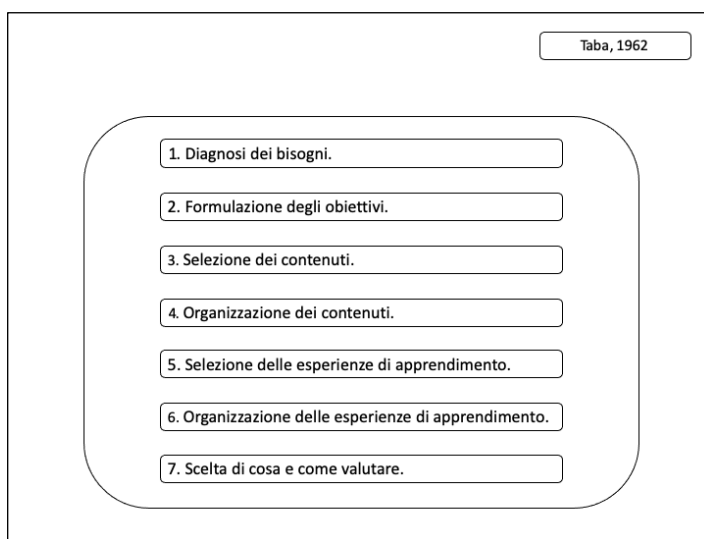 Taba, 1962
1. Diagnosi dei bisogni.
2. Formulazione degli obiettivi.
3. Selezione dei contenuti.
4. Organizzazione dei contenuti.
5. Selezione delle esperienze di apprendimento.
6. Organizzazione delle esperienze di apprendimento.
7. Scelta di cosa e come valutare.